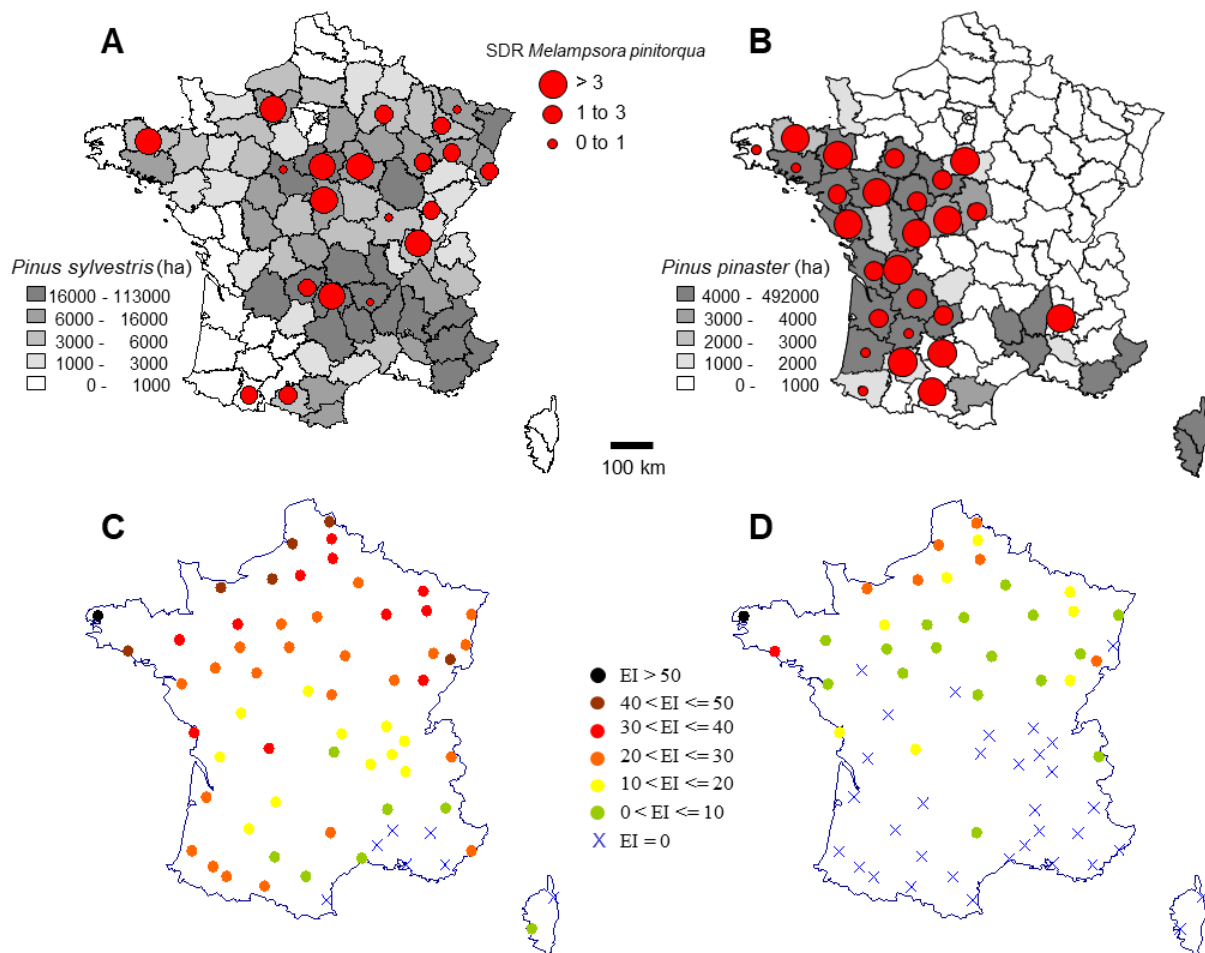 A
SDR Melampsora pinitorqua
> 3
1 to 3
0 to 1
B
Pinus sylvestris (ha)
16000 - 113000
6000 - 16000
3000 - 6000
1000 - 3000
0 - 1000
Pinus pinaster (ha)
4000 - 492000
3000 - 4000
2000 - 3000
1000 - 2000
0 - 1000
100 km
C
D
EI > 50
40 < EI <= 50
30 < EI <= 40
20 < EI <= 30
10 < EI <= 20
0 < EI <= 10
X EI = 0